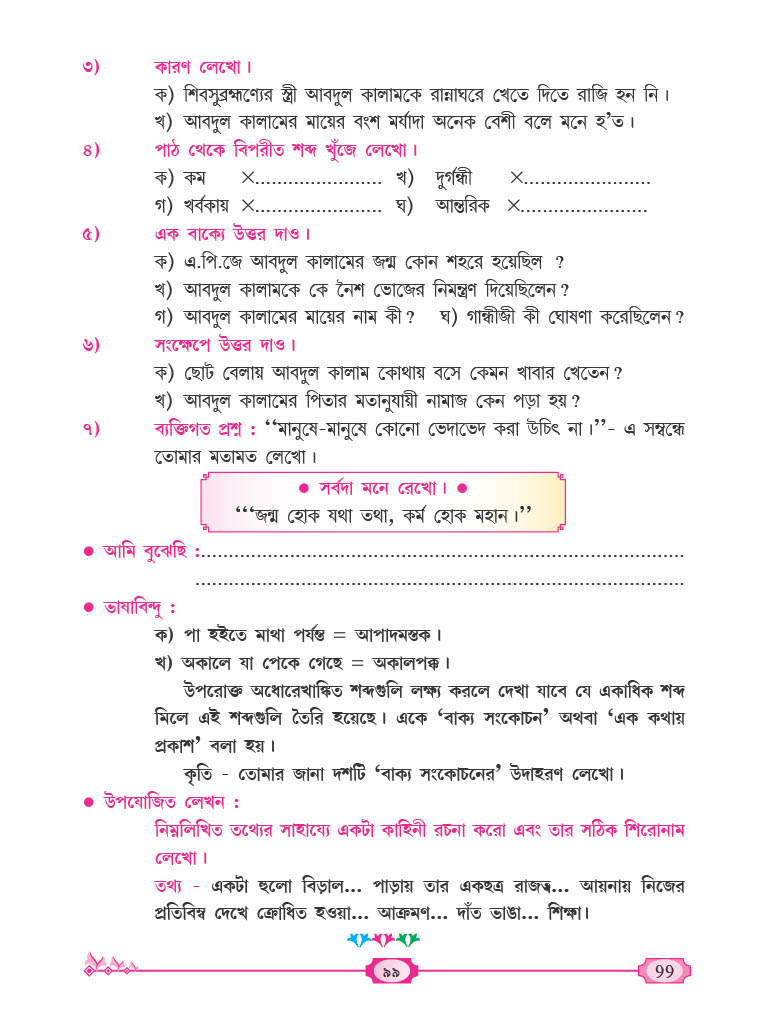 ৩) কারণ লেখো।
ক) শিবসুব্রহ্মণ্যের স্ত্রী আবদুল কালামকে রান্নাঘরে খেতে দিতে রাজি হন নি।
খ) আবদুল কালামের মায়ের বংশ মর্যাদা অনেক বেশী বলে মনে হ’ত।
৪) পাঠ থেকে বিপরীত শব্দ খুঁজে লেখো।
ক) কম ×....................... খ) দুর্গন্ধী ×.......................
গ) খর্বকায় ×....................... ঘ) আন্তরিক ×.......................
৫) এক বাক্যে উত্তর দাও।
ক) এ.পি.জে আবদুল কালামের জন্ম কোন শহরে হয়েছিল ?
খ) আবদুল কালামকে কে নৈশ ভোজের নিমন্ত্রণ দিয়েছিলেন?
গ) আবদুল কালামের মায়ের নাম কী? ঘ) গান্ধীজী কী ঘোষণা করেছিলেন?
৬) সংক্ষেপে উত্তর দাও।
ক) ছোট বেলায় আবদুল কালাম কোথায় বসে কেমন খাবার খেতেন?
খ) আবদুল কালামের পিতার মতানুযায়ী নামাজ কেন পড়া হয়?
৭) ব্যক্তিগত প্রশ্ন : ‘‘মানুষে-মানুষে কোনো ভেদাভেদ করা উচিৎ না।’’- এ সম্বন্ধে
তোমার মতামত লেখো।
● সর্বদা মনে রেখো। ●
‘‘‘জন্ম হোক যথা তথা, কর্ম হোক মহান।’’
● আমি বুঝেছি :.......................................................................................
........................................................................................
● ভাষাবিন্দু :
ক) পা হইতে মাথা পর্যন্ত = আপাদমস্তক।
খ) অকালে যা পেকে গেছে = অকালপক্ক।
উপরোক্ত অধোরেখাঙ্কিত শব্দগুলি লক্ষ্য করলে দেখা যাবে যে একাধিক শব্দ
মিলে এই শব্দগুলি তৈরি হয়েছে। একে ‘বাক্য সংকোচন’ অথবা ‘এক কথায়
প্রকাশ’ বলা হয়।
কৃতি - তোমার জানা দশটি ‘বাক্য সংকোচনের’ উদাহরণ লেখো।
● উপযোজিত লেখন :
নিম্নলিখিত তথ্যের সাহায্যে একটা কাহিনী রচনা করো এবং তার সঠিক শিরোনাম
লেখো।
তথ্য - একটা হুলো বিড়াল... পাড়ায় তার একছত্র রাজত্ব... আয়নায় নিজের
প্রতিবিম্ব দেখে ক্রোধিত হওয়া... আক্রমণ... দাঁত ভাঙা... শিক্ষা।
৯৯ 99